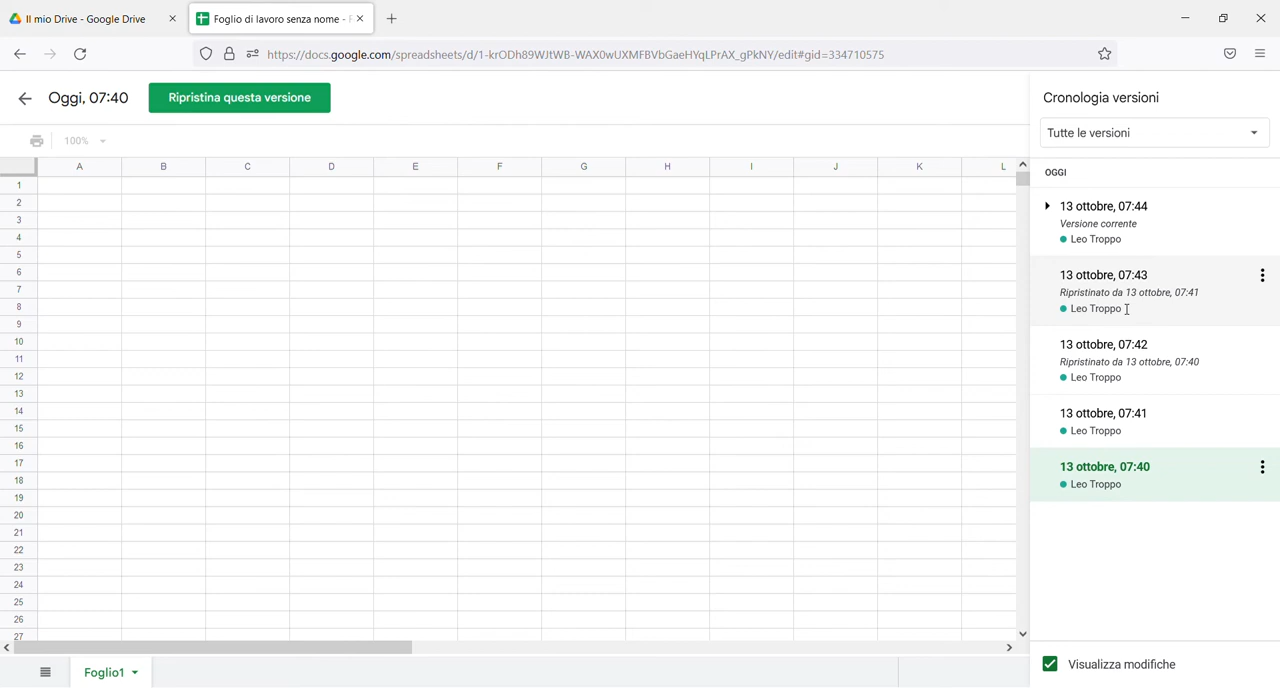 Il mio Drive - Google Drive
Foglio di lavoro senza nome - F
https://docs.google.com/spreadsheets/d/1-krODh89WJtWB-WAX0wUXMFBVbGaeHYqLPrAX_gPkNY/edit#gid=334710575
Oggi, 07:40
Ripristina questa versione
100%
A B C D E F G H I J K L
1
2
3
4
5
6
7
8
9
10
11
12
13
14
15
16
17
18
19
20
21
22
23
24
25
26
27
Foglio1
Cronologia versioni
Tutte le versioni
OGGI
13 ottobre, 07:44
Versione corrente
Leo Troppo
13 ottobre, 07:43
Ripristinato da 13 ottobre, 07:41
Leo Troppo
13 ottobre, 07:42
Ripristinato da 13 ottobre, 07:40
Leo Troppo
13 ottobre, 07:41
Leo Troppo
13 ottobre, 07:40
Leo Troppo
Visualizza modifiche